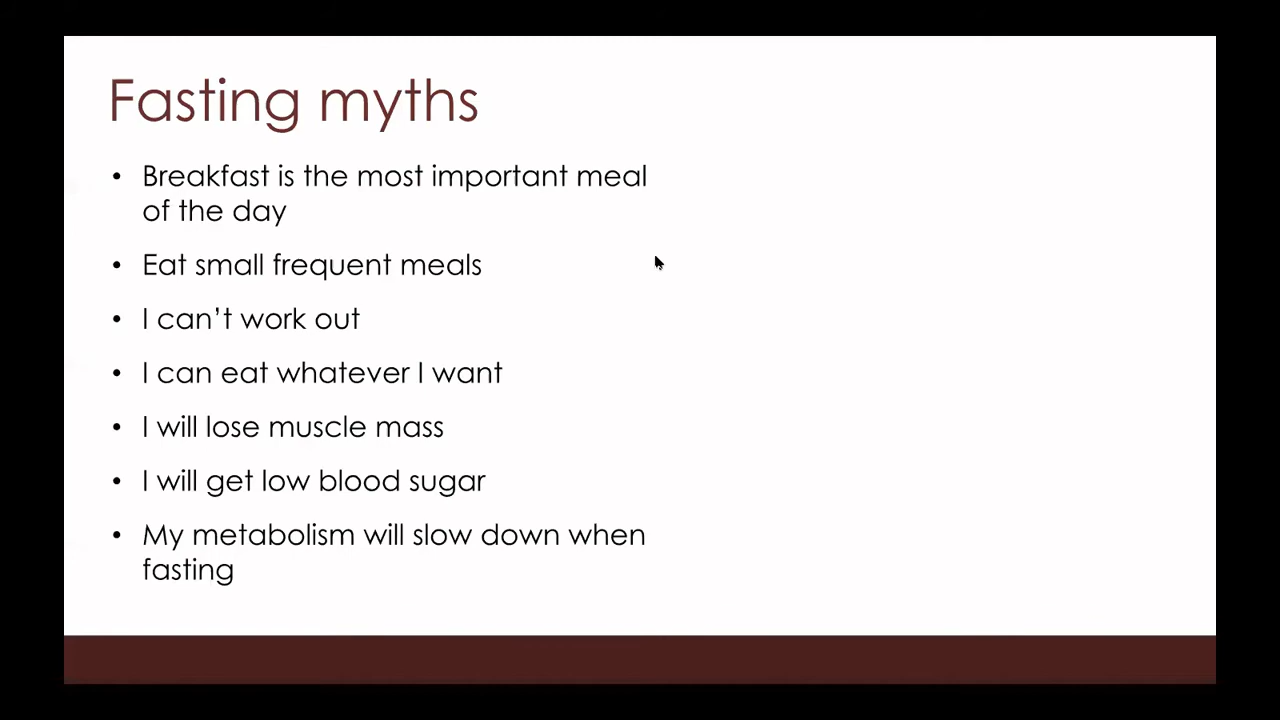 Fasting myths
• Breakfast is the most important meal
of the day
• Eat small frequent meals
• I can’t work out
• I can eat whatever I want
• I will lose muscle mass
• I will get low blood sugar
• My metabolism will slow down when
fasting